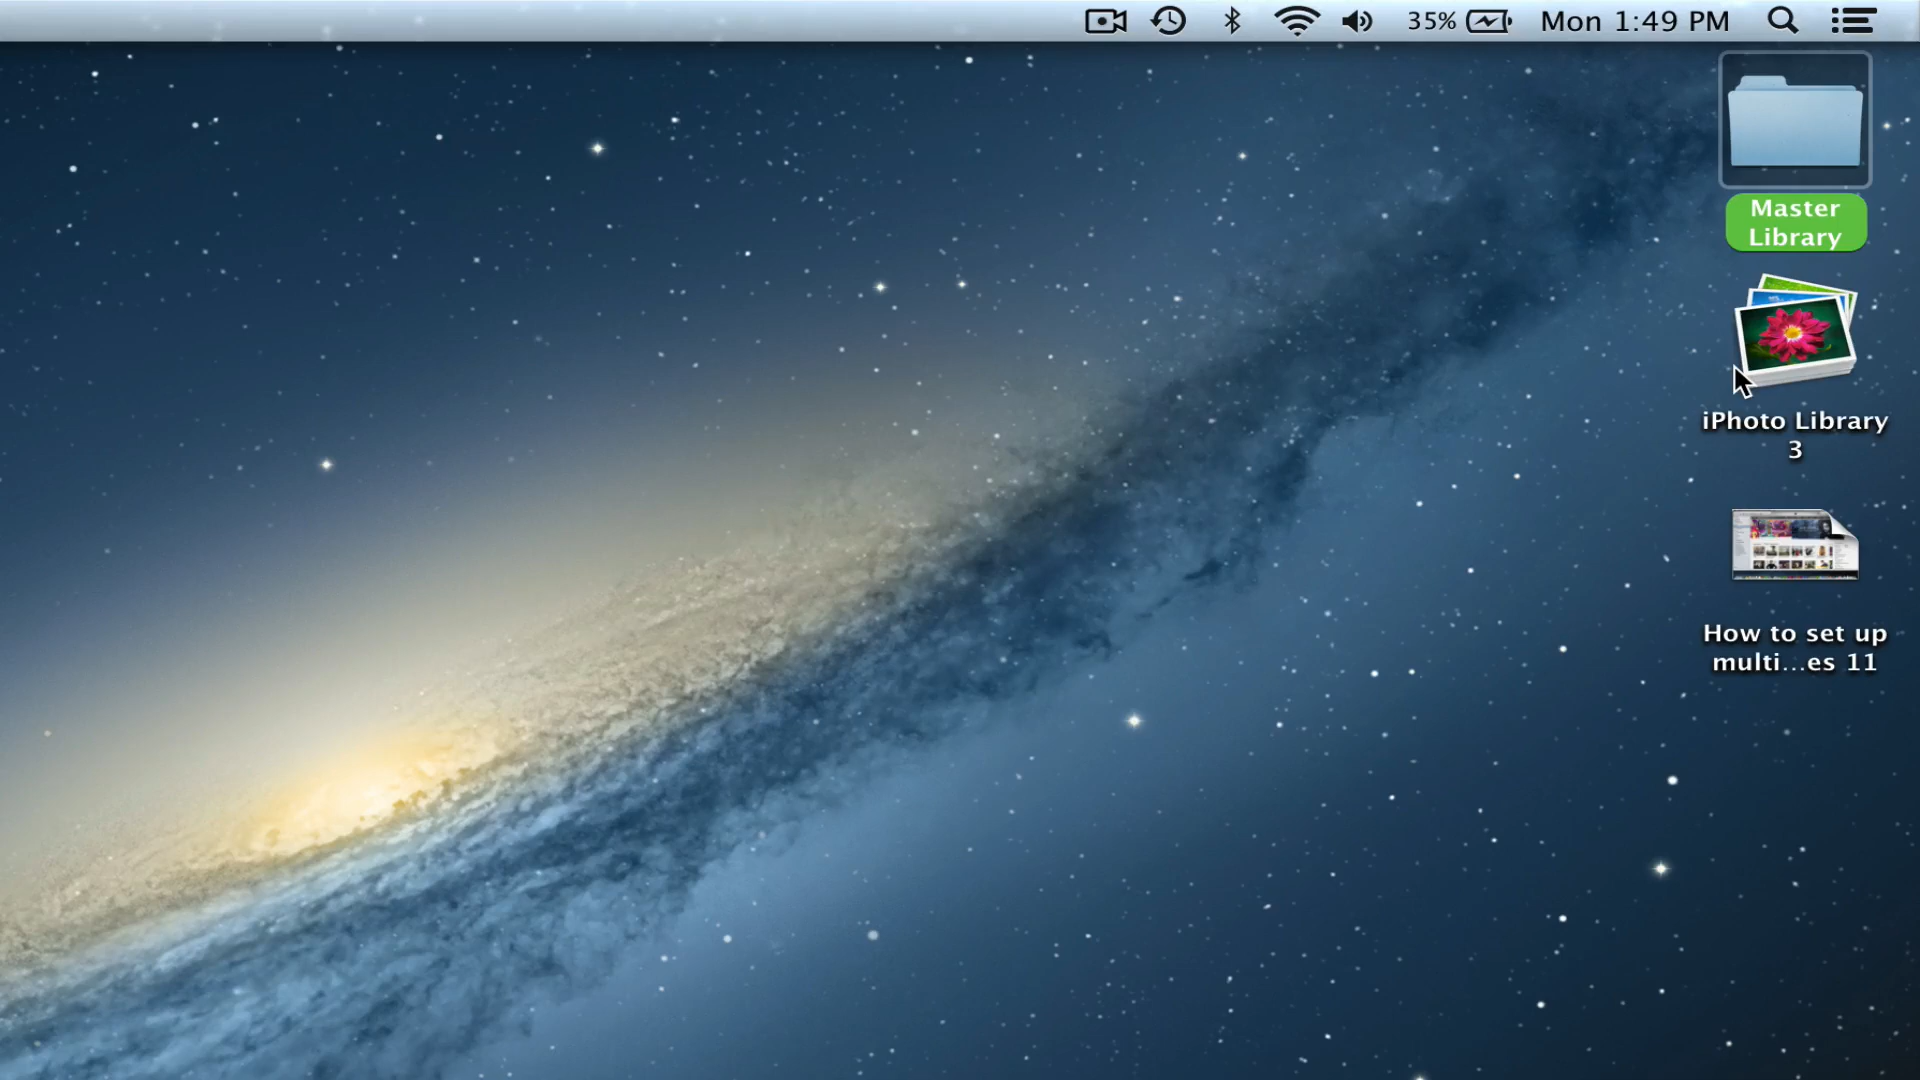 35% Mon 1:49 PM
Master
Library
iPhoto Library
3
How to set up
multi...es 11